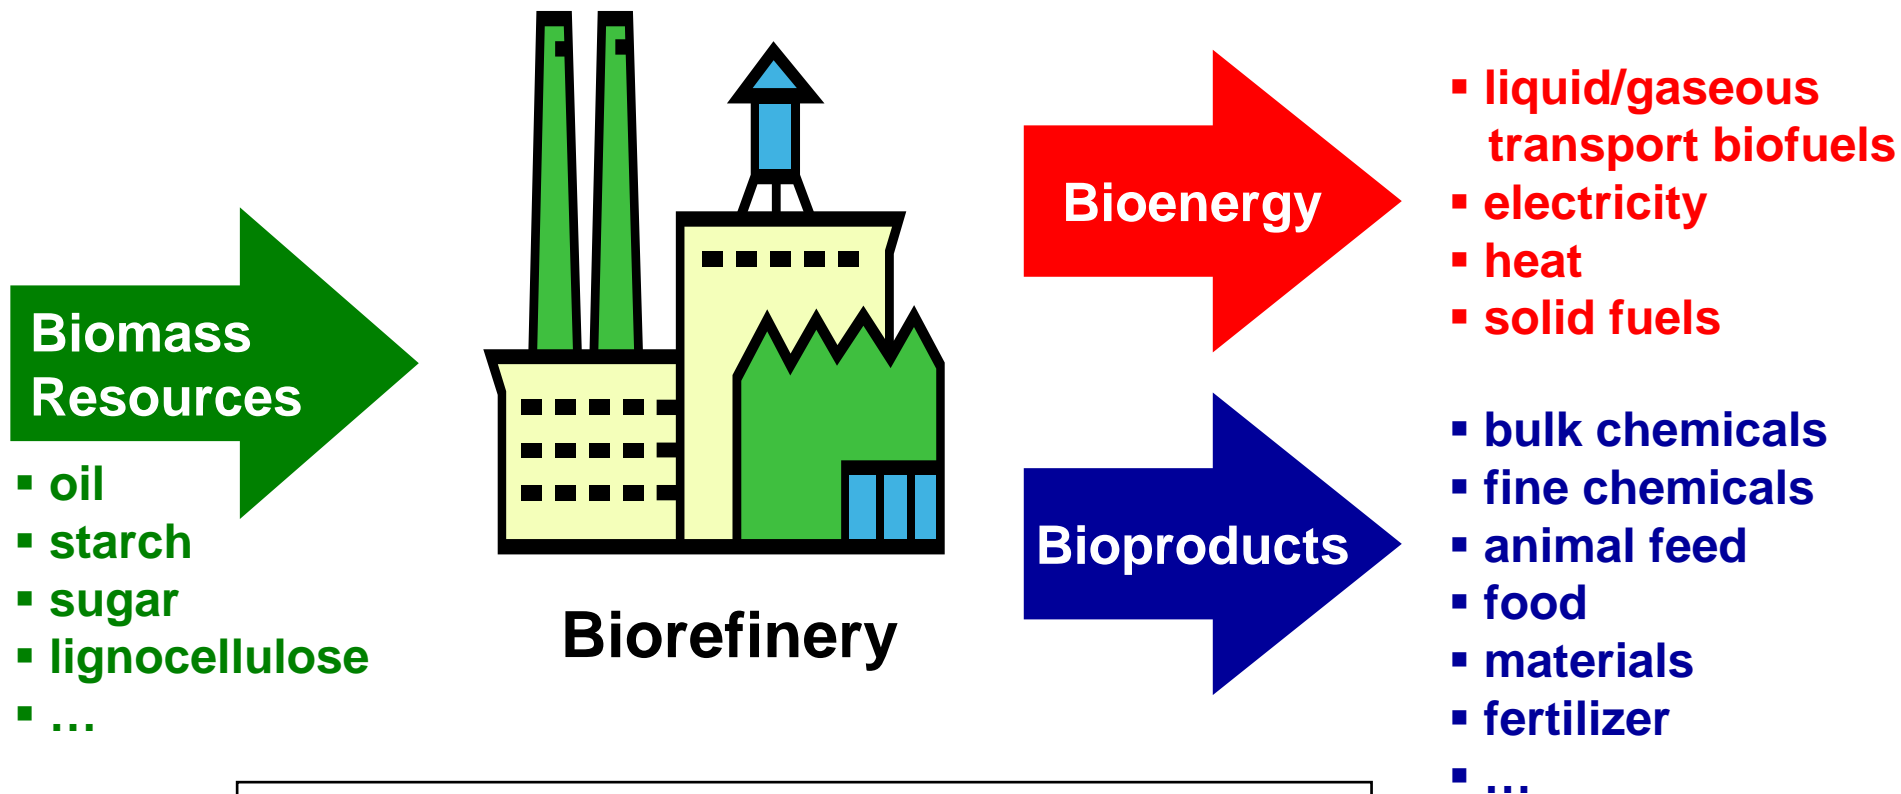 Biomass
Resources
▪ oil
▪ starch
▪ sugar
▪ lignocellulose
▪ …
Biorefinery
Bioenergy
▪ liquid/gaseous
transport biofuels
▪ electricity
▪ heat
▪ solid fuels
Bioproducts
▪ bulk chemicals
▪ fine chemicals
▪ animal feed
▪ food
▪ materials
▪ fertilizer
▪ …